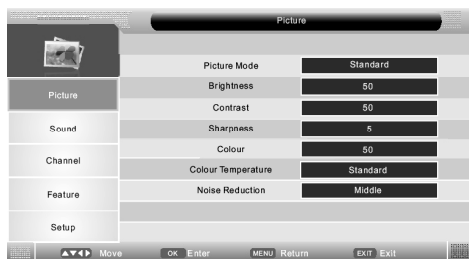 Picture
Picture Mode Standard
Brightness 50
Picture
Contrast 50
Sound
Sharpness 5
Colour 50
Channel
Colour Temperature Standard
Feature
Noise Reduction Middle
Setup
Move OK Enter MENU Return EXIT Exit